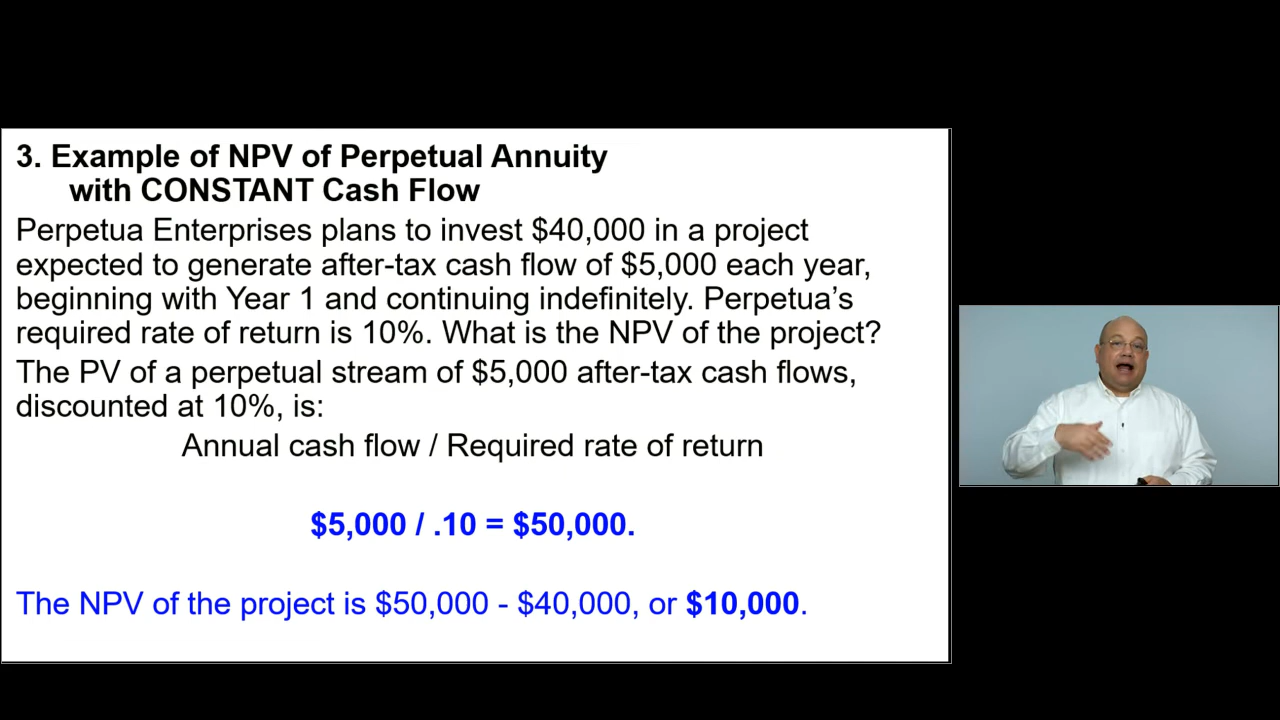 3. Example of NPV of Perpetual Annuity
with CONSTANT Cash Flow
Perpetua Enterprises plans to invest $40,000 in a project
expected to generate after-tax cash flow of $5,000 each year,
beginning with Year 1 and continuing indefinitely. Perpetua’s
required rate of return is 10%. What is the NPV of the project?
The PV of a perpetual stream of $5,000 after-tax cash flows,
discounted at 10%, is:
Annual cash flow / Required rate of return
$5,000 / .10 = $50,000.
The NPV of the project is $50,000 - $40,000, or $10,000.